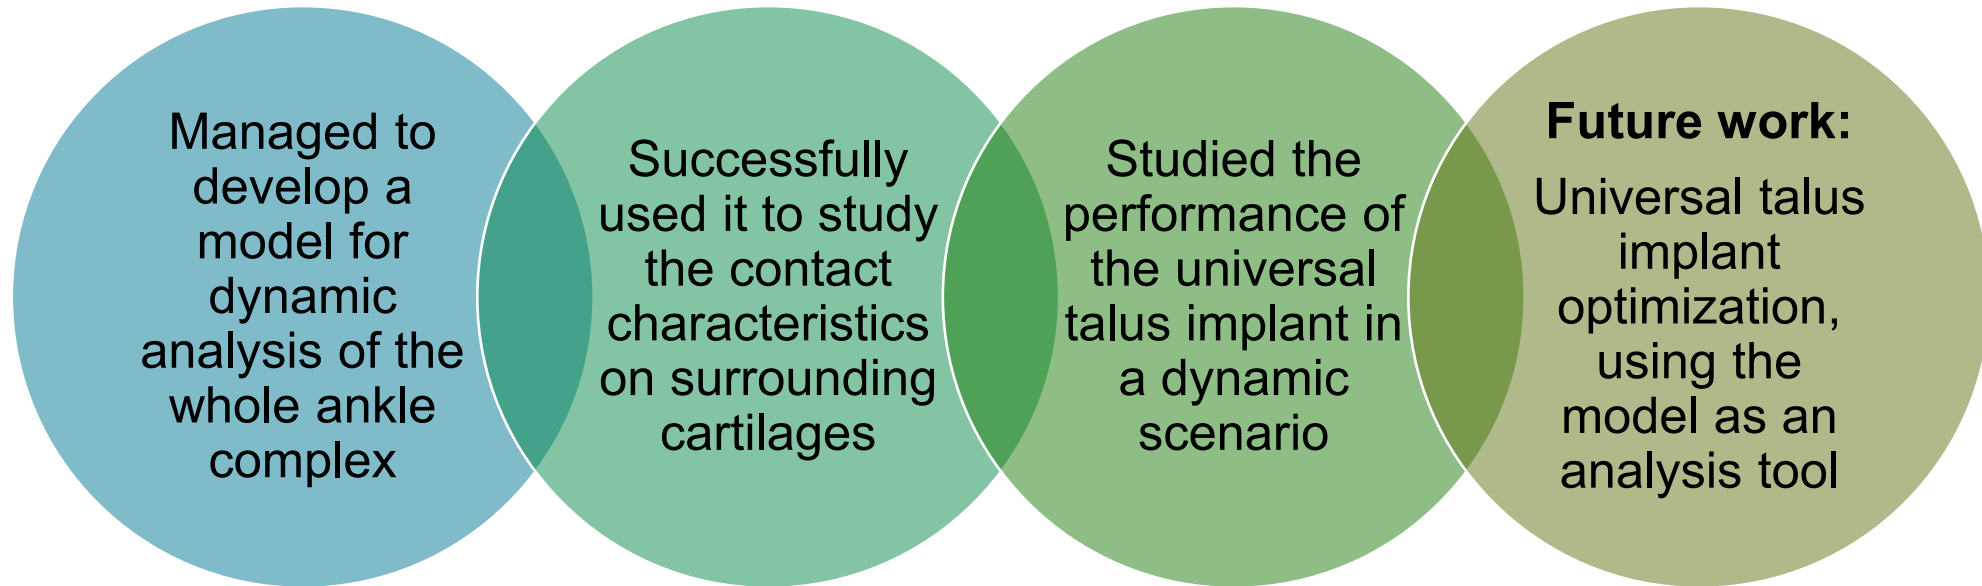 Managed to
develop a
model for
dynamic
analysis of the
whole ankle
complex
Successfully
used it to study
the contact
characteristics
on surrounding
cartilages
Studied the
performance of
the universal
talus implant in
a dynamic
scenario
Future work:
Universal talus
implant
optimization,
using the
model as an
analysis tool